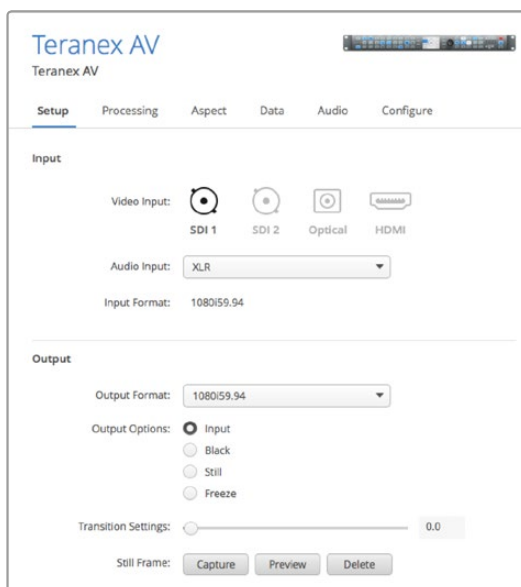 Teranex AV
Teranex AV
Setup Processing Aspect Data Audio Configure
Input
Video Input:
SDI 1 SDI 2 Optical HDMI
Audio Input: XLR
Input Format: 1080i59.94
Output
Output Format: 1080i59.94
Output Options: Input
Black
Still
Freeze
Transition Settings: 0.0
Still Frame: Capture Preview Delete